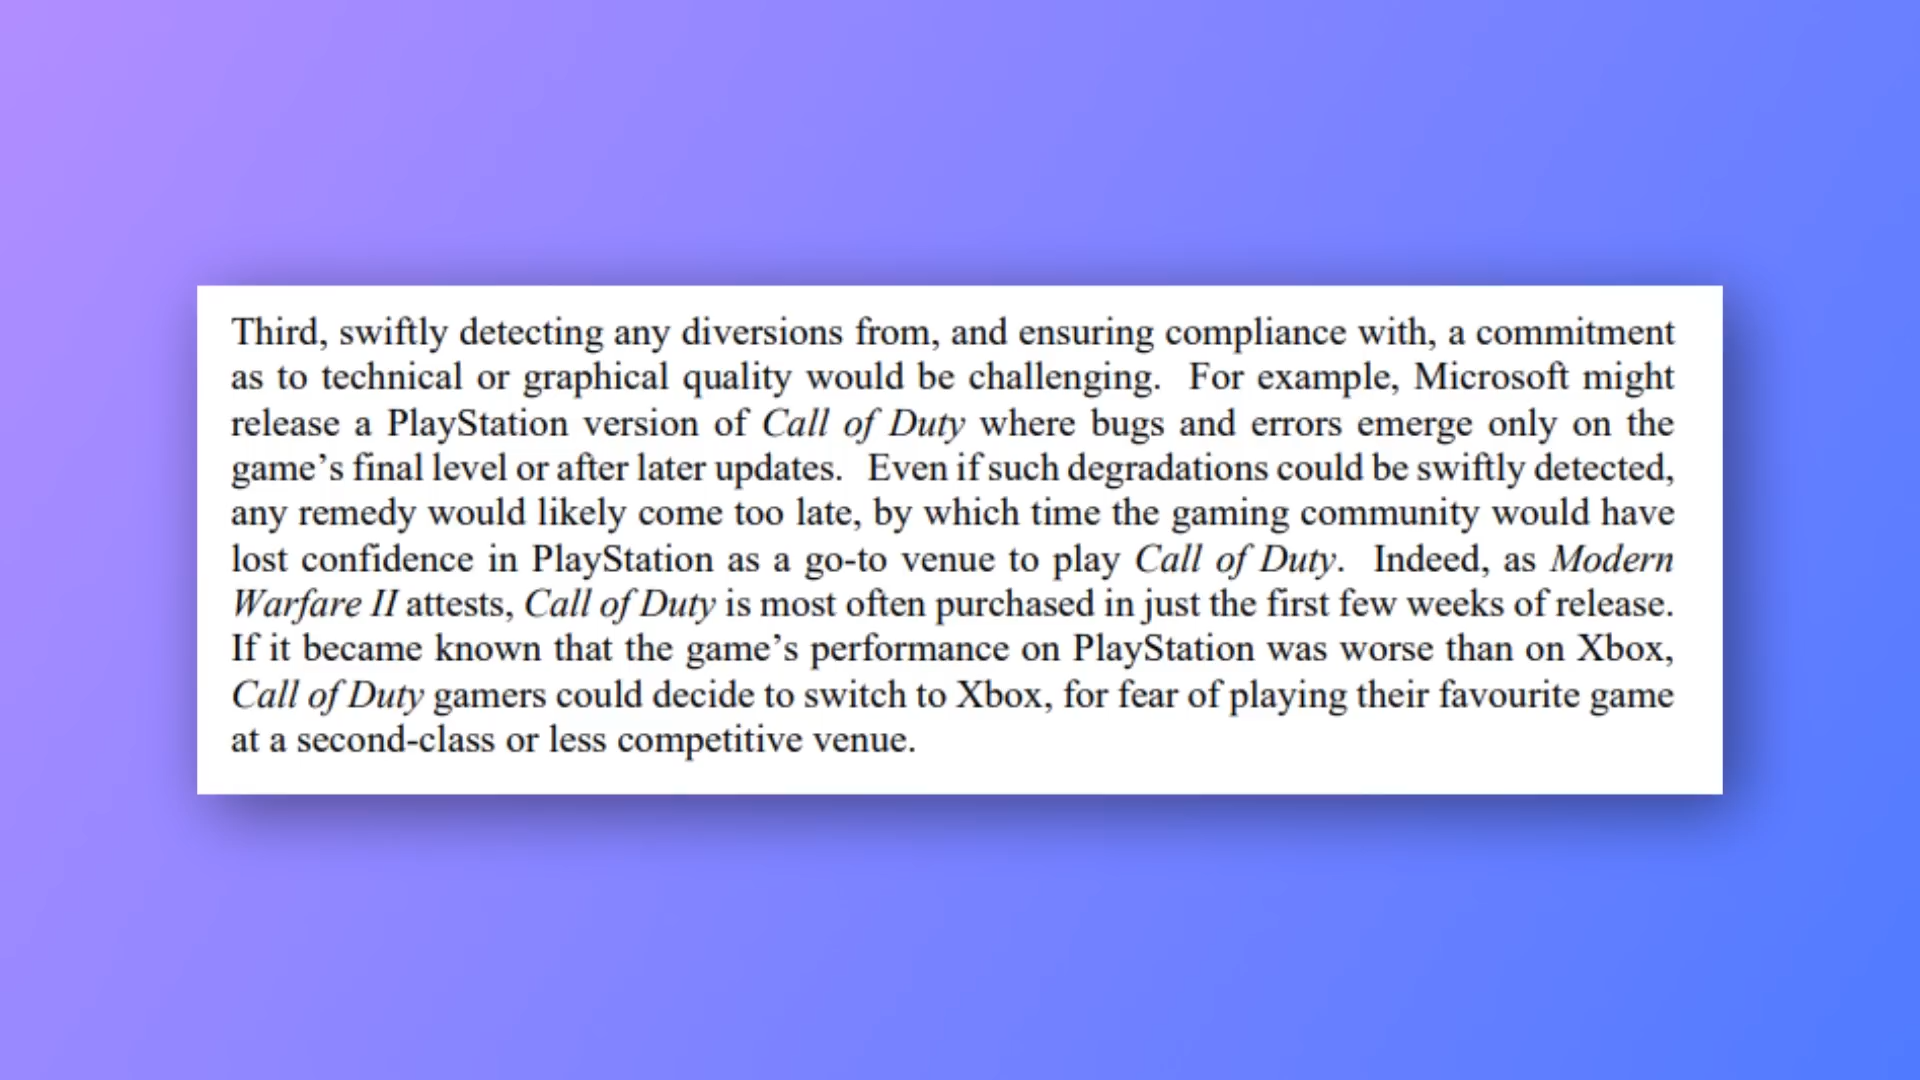 Third, swiftly detecting any diversions from, and ensuring compliance with, a commitment
as to technical or graphical quality would be challenging.  For example, Microsoft might
release a PlayStation version of Call of Duty where bugs and errors emerge only on the
game’s final level or after later updates.  Even if such degradations could be swiftly detected,
any remedy would likely come too late, by which time the gaming community would have
lost confidence in PlayStation as a go-to venue to play Call of Duty.  Indeed, as Modern
Warfare II attests, Call of Duty is most often purchased in just the first few weeks of release.
If it became known that the game’s performance on PlayStation was worse than on Xbox,
Call of Duty gamers could decide to switch to Xbox, for fear of playing their favourite game
at a second-class or less competitive venue.